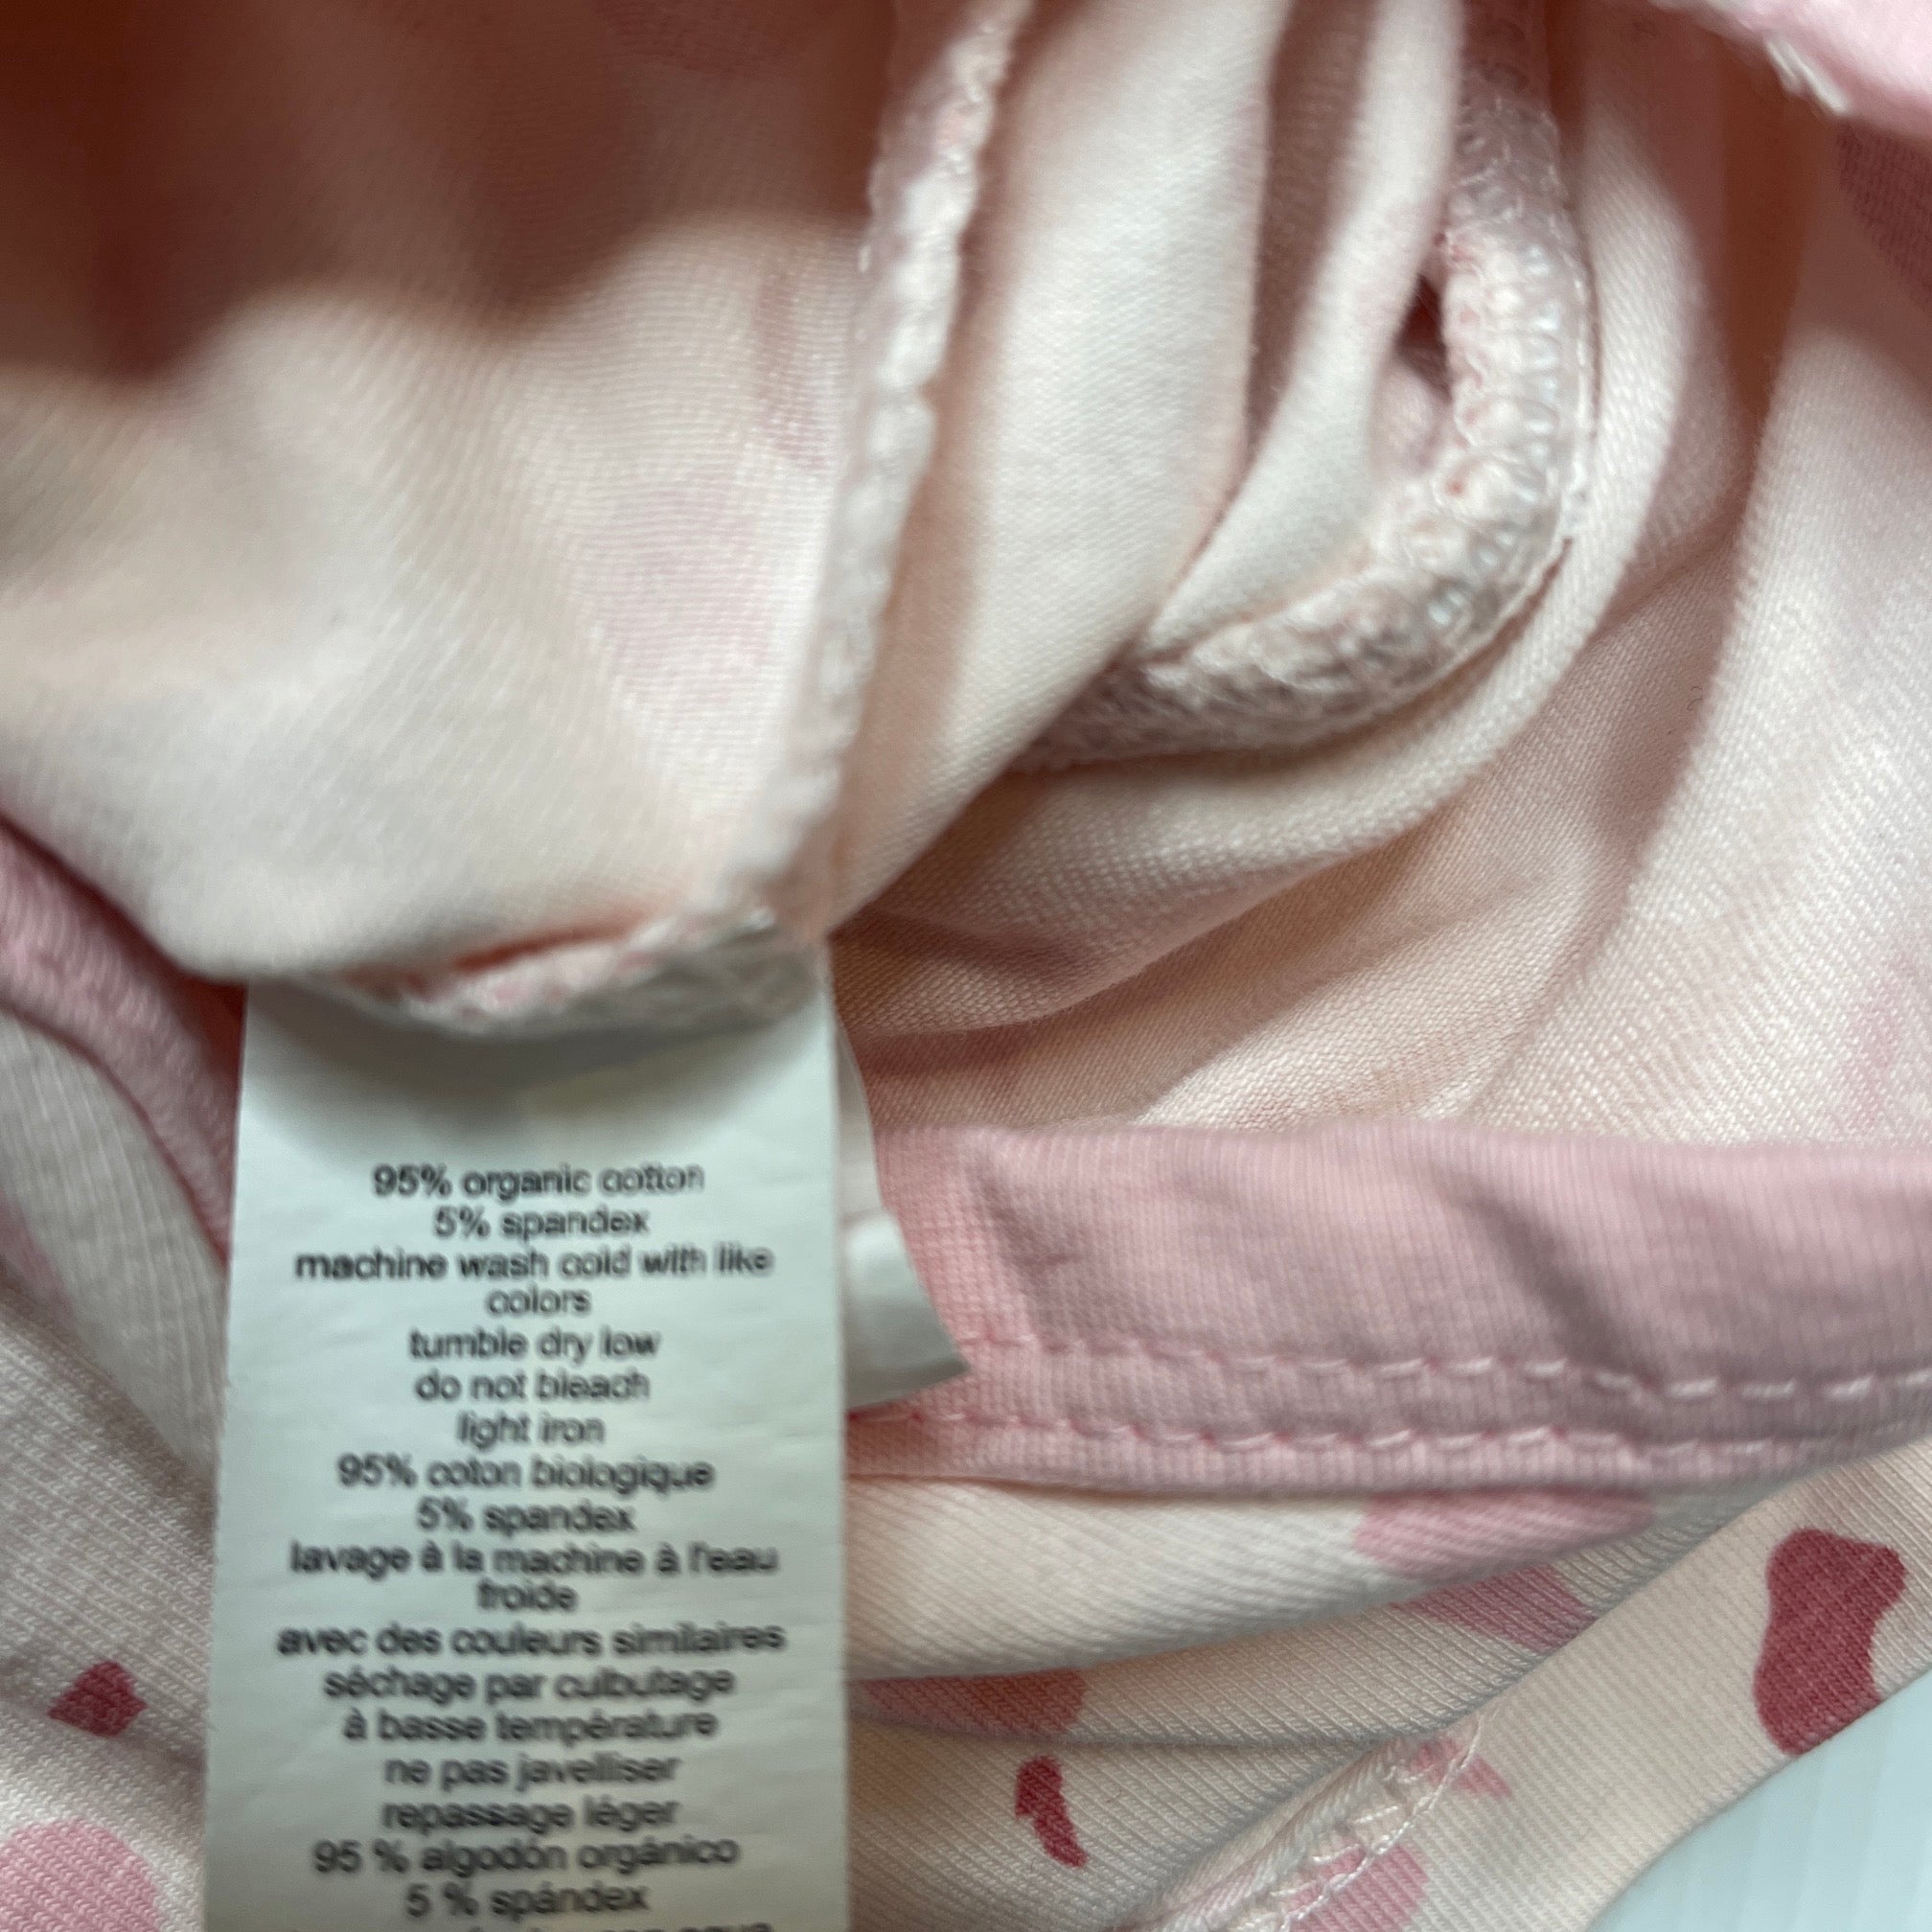 95% organic cotton
5% spandex
machine wash cold with like
colors
tumble dry low
do not bleach
light iron
95% coton biologique
5% spandex
lavage à la machine à l'eau
froide
avec des couleurs similaires
séchage par culbutage
à basse température
ne pas javelliser
repassage léger
95 % algodón orgánico
5 % spándex